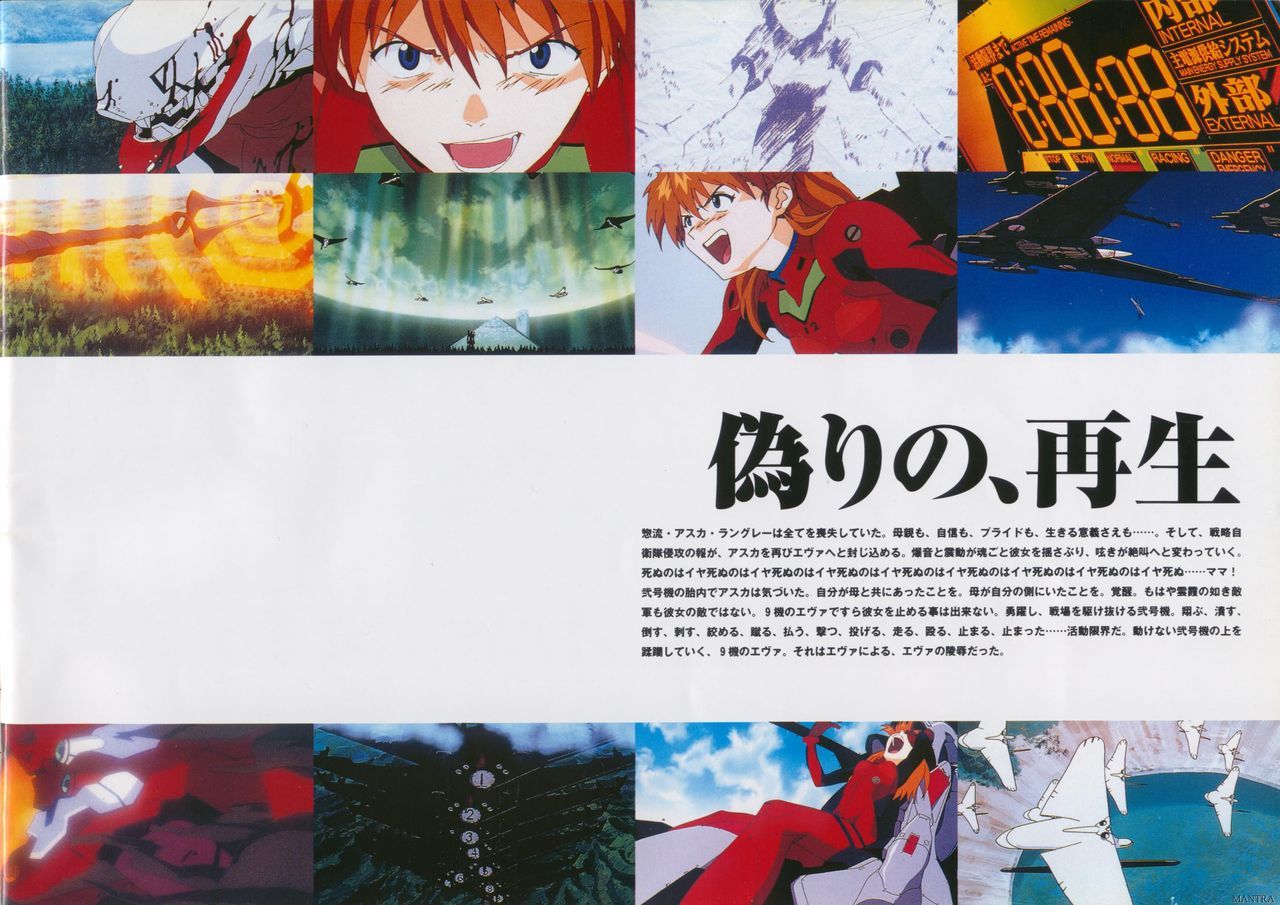 内部
INTERNAL
活動限界まで
ACTIVE TIME REMAINING:
主電源供給システム
MAIN ENERGY SUPPLY SYSTEM
8:88:88
外部
EXTERNAL
STOP SLOW NORMAL RACING
DANGER
EMERGENCY
偽りの、再生
惣流・アスカ・ラングレーは全てを喪失していた。母親も、自信も、プライドも、生きる意義さえも……。そして、戦略自
衛隊侵攻の報が、アスカを再びエヴァへと封じ込める。爆音と震動が魂ごと彼女を揺さぶり、呟きが絶叫へと変わっていく。
死ぬのはイヤ死ぬのはイヤ死ぬのはイヤ死ぬのはイヤ死ぬのはイヤ死ぬのはイヤ死ぬのはイヤ死ぬのはイヤ死ぬ……ママ！
弐号機の胎内でアスカは気づいた。自分が母と共にあったことを。母が自分の側にいたことを。覚醒。もはや雲霞の如き敵
軍も彼女の敵ではない。9機のエヴァですら彼女を止める事は出来ない。勇躍し、戦場を駆け抜ける弐号機。翔ぶ、潰す、
倒す、刺す、絞める、蹴る、払う、撃つ、投げる、走る、殴る、止まる、止まった……活動限界だ。動けない弐号機の上を
蹂躙していく、9機のエヴァ。それはエヴァによる、エヴァの陵辱だった。
1
2
3
4
MANTRA